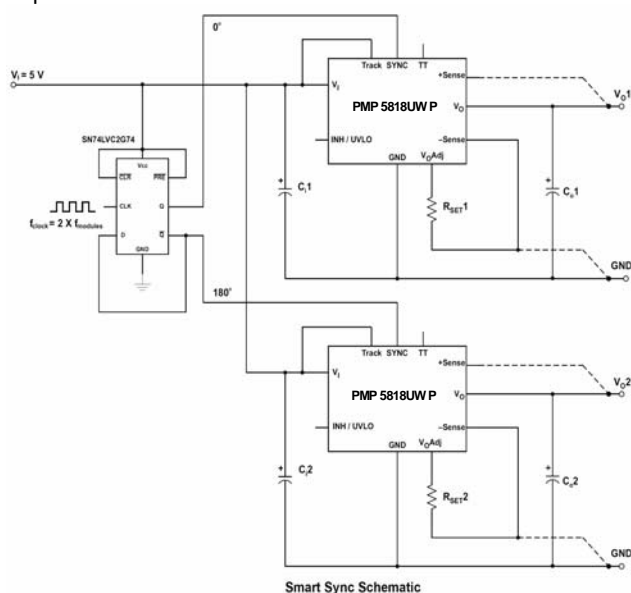 0°
Track SYNC TT
+Sense
V_I = 5 V
V_I
PMP 5818UW P
V_O
V_O1
SN74LVC2G74
INH / UVLO
–Sense
GND
V_OAdj
Vcc
CLR
PRE
CLK
Q
f_clock = 2 X f_modules
D
Q
GND
+
C_I1
R_SET1
+
C_o1
GND
180°
Track SYNC TT
+Sense
V_I
PMP 5818UW P
V_O
V_O2
INH / UVLO
–Sense
GND
V_OAdj
+
C_I2
R_SET2
+
C_o2
GND
Smart Sync Schematic